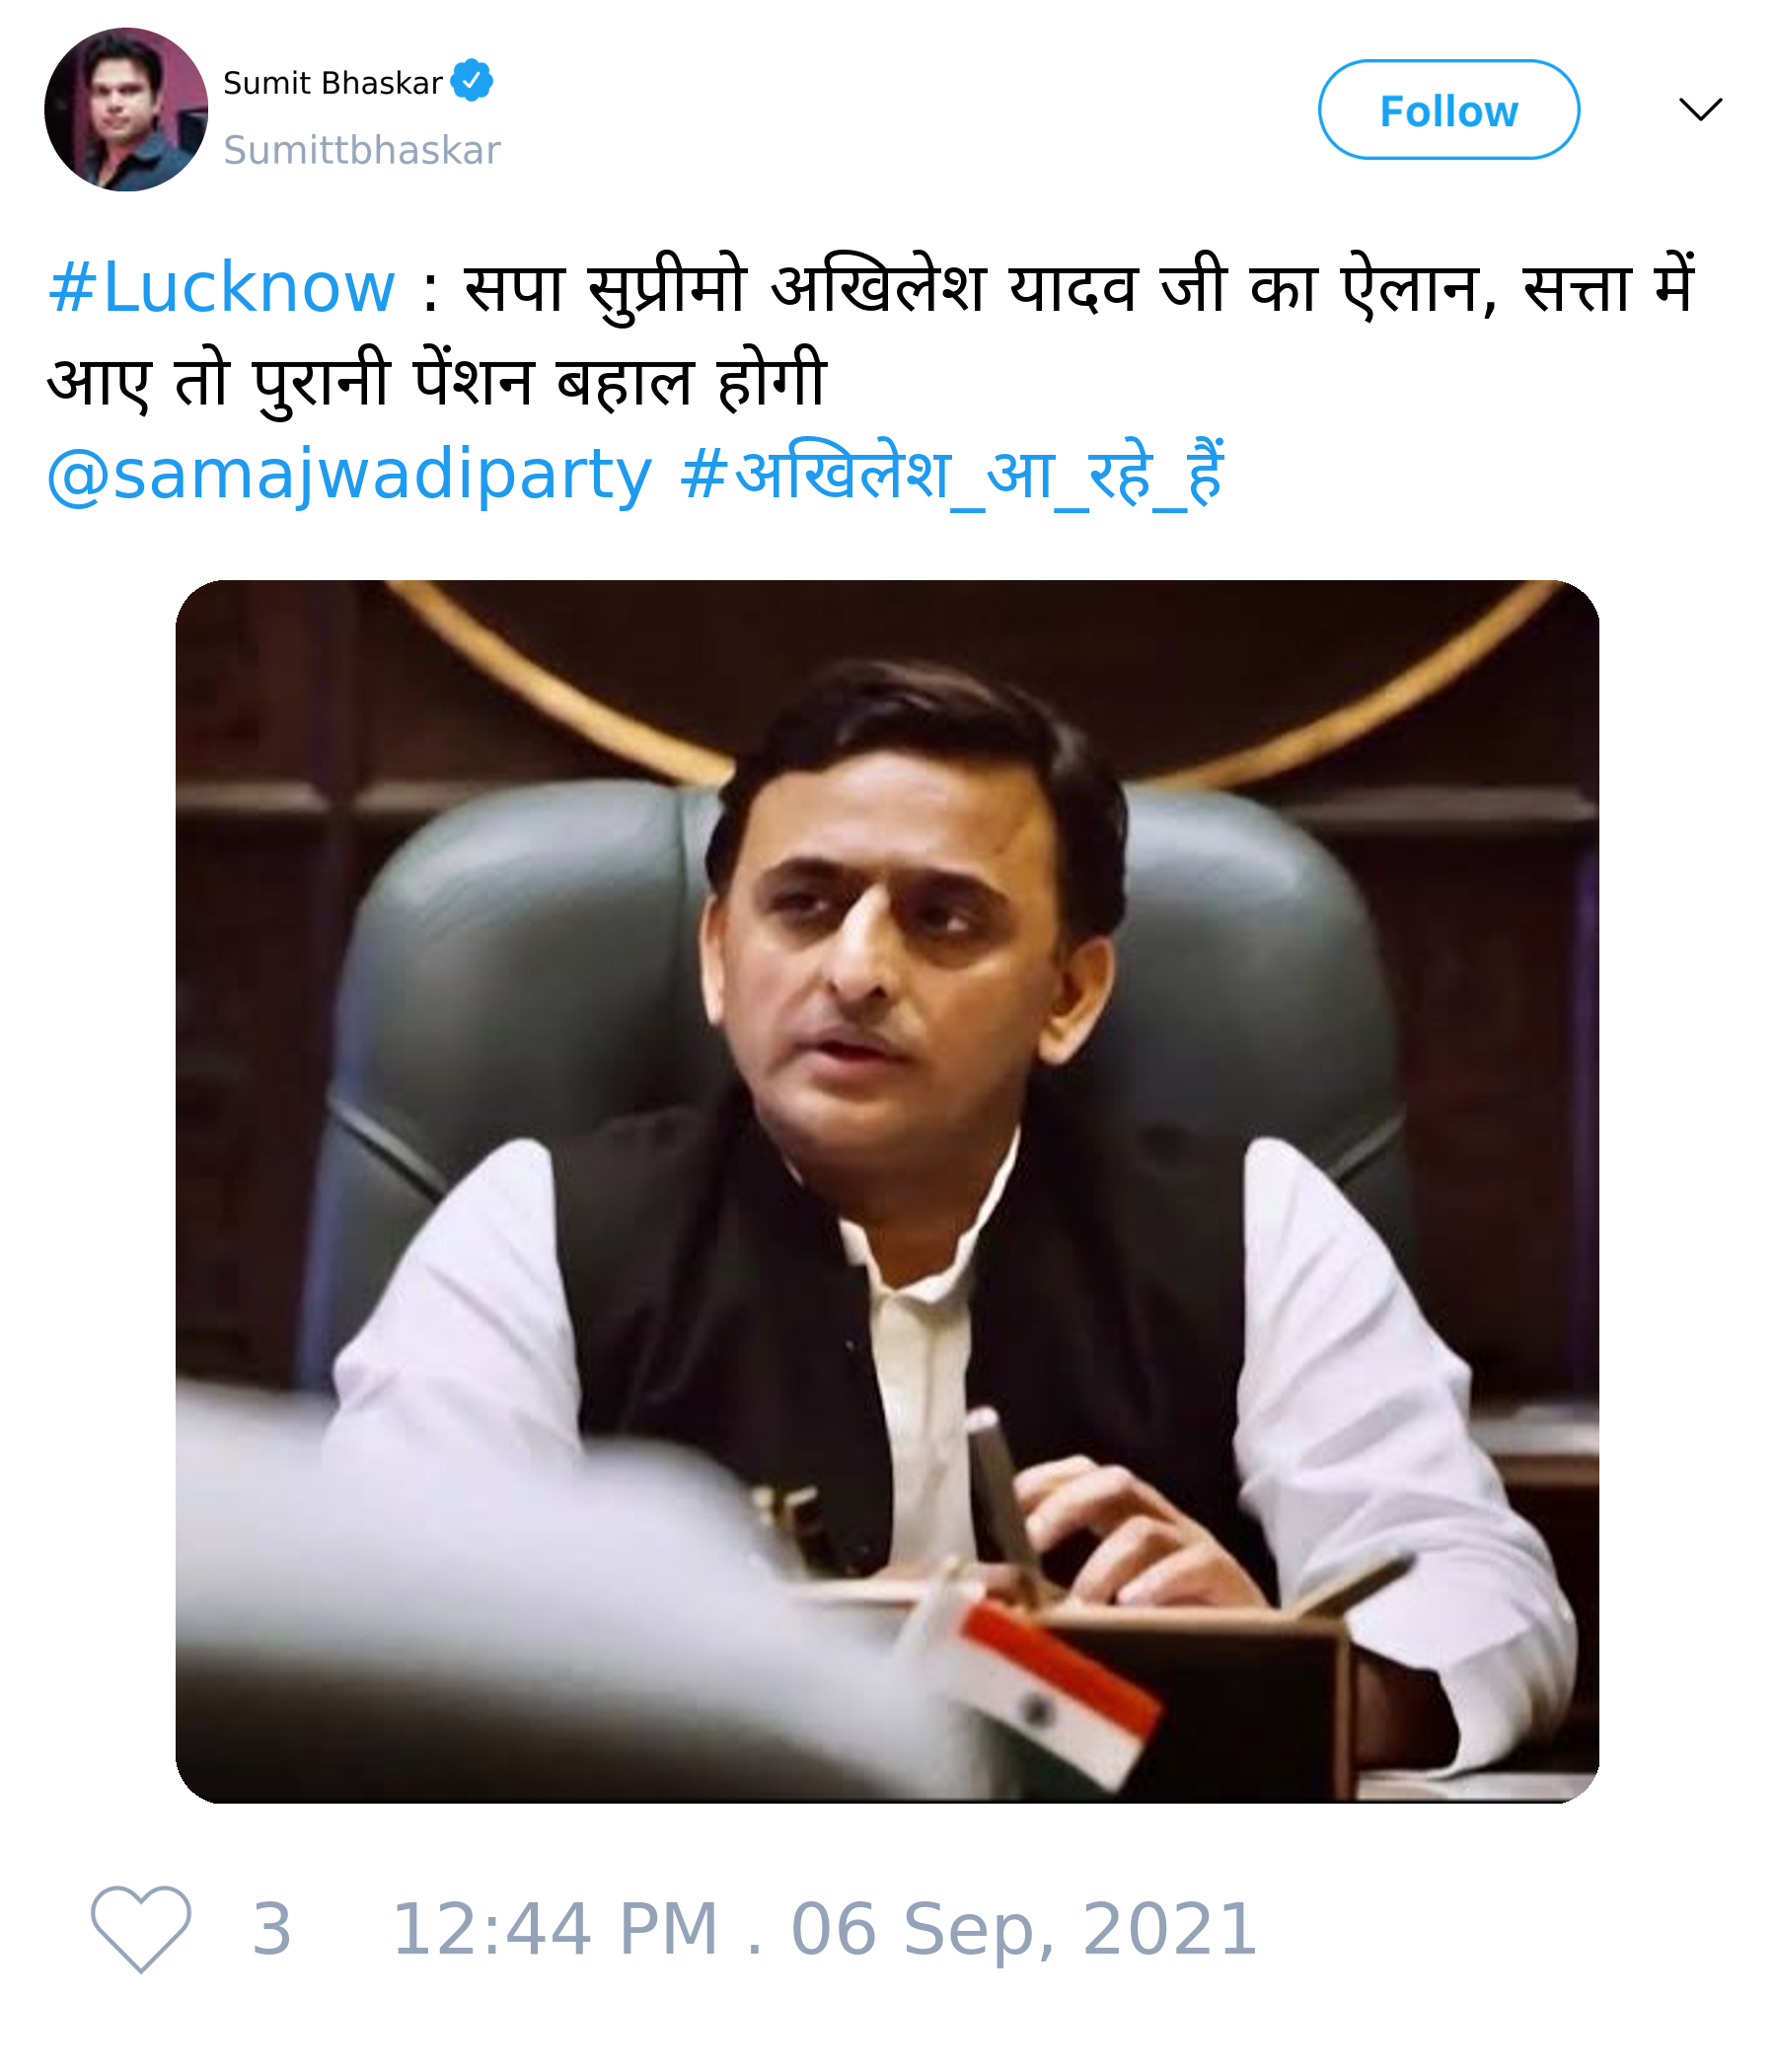 Sumit Bhaskar
Sumittbhaskar
Follow
#Lucknow : सपा सुप्रीमो अखिलेश यादव जी का ऐलान, सत्ता में
आए तो पुरानी पेंशन बहाल होगी
@samajwadiparty #अखिलेश_आ_रहे_हैं
3 12:44 PM . 06 Sep, 2021